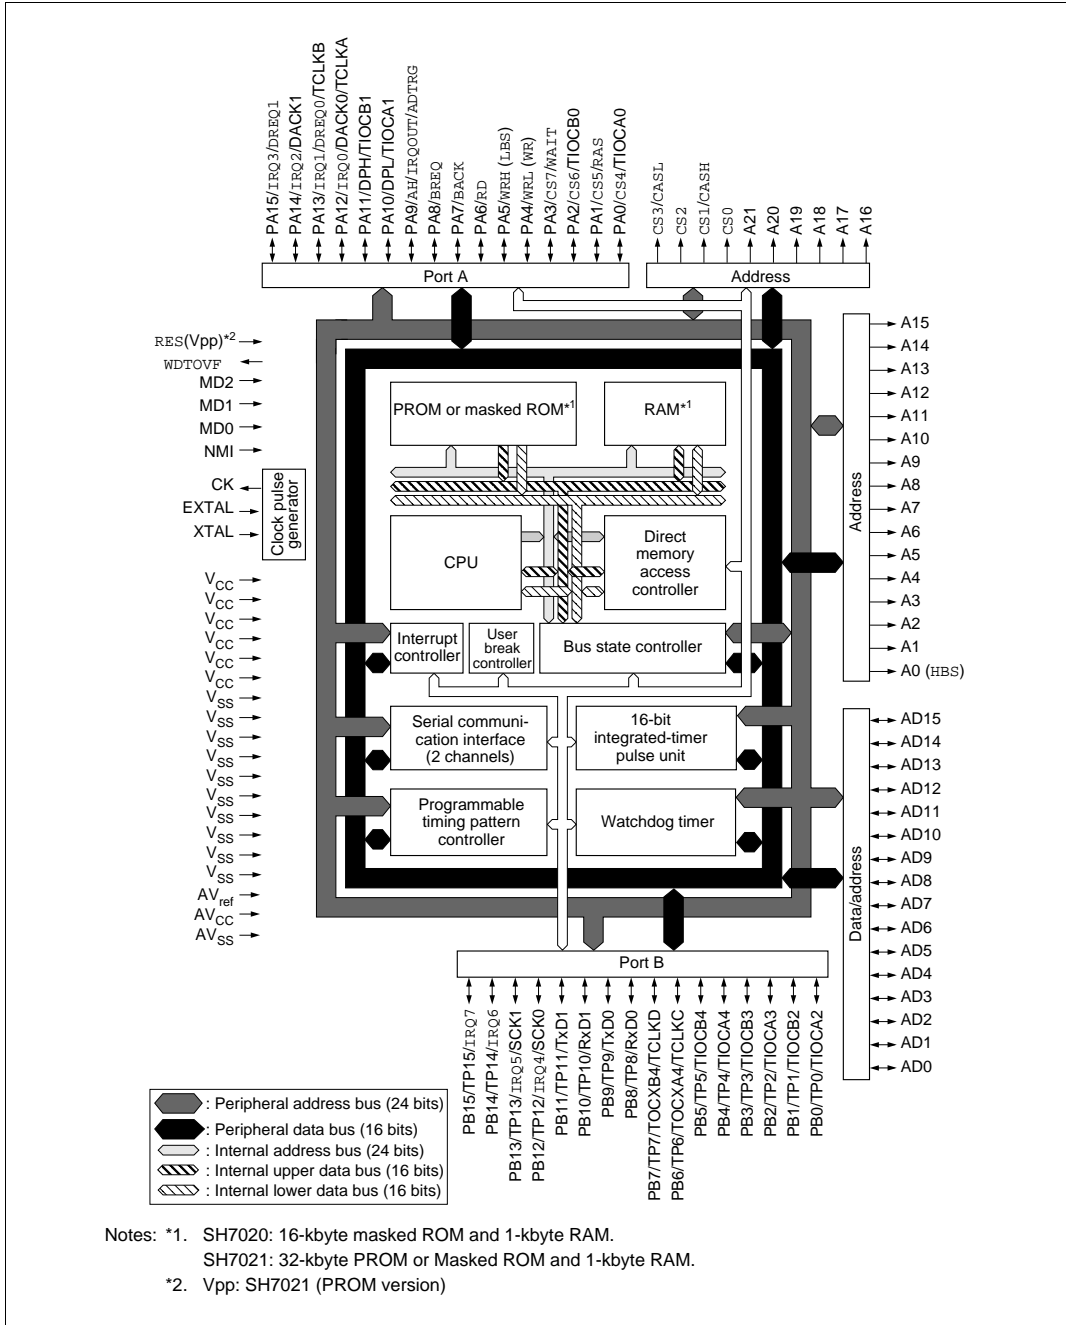 PA15/IRQ3/DREQ1
PA14/IRQ2/DACK1
PA13/IRQ1/DREQ0/TCLKB
PA12/IRQ0/DACK0/TCLKA
PA11/DPH/TIOCB1
PA10/DPL/TIOCA1
PA9/AH/IRQOUT/ADTRG
PA8/BREQ
PA7/BACK
PA6/RD
PA5/WRH (LBS)
PA4/WRL (WR)
PA3/CS7/WAIT
PA2/CS6/TIOCB0
PA1/CS5/RAS
PA0/CS4/TIOCA0
CS3/CASL
CS2
CS1/CASH
CS0
A21
A20
A19
A18
A17
A16
Port A
Address
RES(Vpp)*2
WDTOVF
MD2
MD1
MD0
NMI
CK
EXTAL
XTAL
Clock pulse
generator
VCC
VCC
VCC
VCC
VCC
VCC
VSS
VSS
VSS
VSS
VSS
VSS
VSS
VSS
VSS
VSS
AVref
AVCC
AVSS
PROM or masked ROM*1
RAM*1
CPU
Direct
memory
access
controller
Interrupt
controller
User
break
controller
Bus state controller
Serial communi-
cation interface
(2 channels)
16-bit
integrated-timer
pulse unit
Programmable
timing pattern
controller
Watchdog timer
Address
A15
A14
A13
A12
A11
A10
A9
A8
A7
A6
A5
A4
A3
A2
A1
A0 (HBS)
Data/address
AD15
AD14
AD13
AD12
AD11
AD10
AD9
AD8
AD7
AD6
AD5
AD4
AD3
AD2
AD1
AD0
Port B
PB15/TP15/IRQ7
PB14/TP14/IRQ6
PB13/TP13/IRQ5/SCK1
PB12/TP12/IRQ4/SCK0
PB11/TP11/TxD1
PB10/TP10/RxD1
PB9/TP9/TxD0
PB8/TP8/RxD0
PB7/TP7/TOCXB4/TCLKD
PB6/TP6/TOCXA4/TCLKC
PB5/TP5/TIOCB4
PB4/TP4/TIOCA4
PB3/TP3/TIOCB3
PB2/TP2/TIOCA3
PB1/TP1/TIOCB2
PB0/TP0/TIOCA2
: Peripheral address bus (24 bits)
: Peripheral data bus (16 bits)
: Internal address bus (24 bits)
: Internal upper data bus (16 bits)
: Internal lower data bus (16 bits)
Notes: *1. SH7020: 16-kbyte masked ROM and 1-kbyte RAM.
SH7021: 32-kbyte PROM or Masked ROM and 1-kbyte RAM.
*2. Vpp: SH7021 (PROM version)